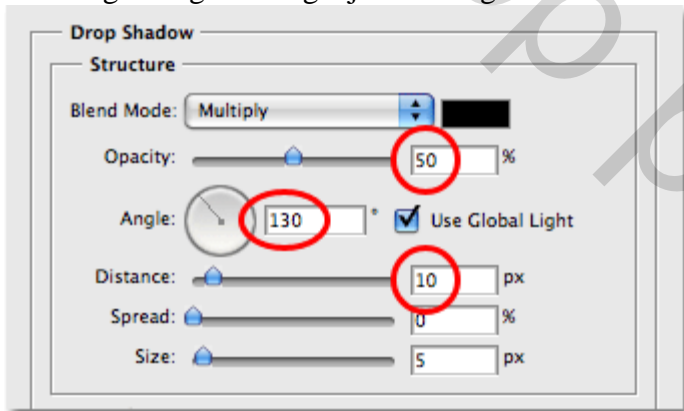 Drop Shadow
Structure
Blend Mode: Multiply
Opacity: 50 %
Angle: 130 ° Use Global Light
Distance: 10 px
Spread: 0 %
Size: 5 px